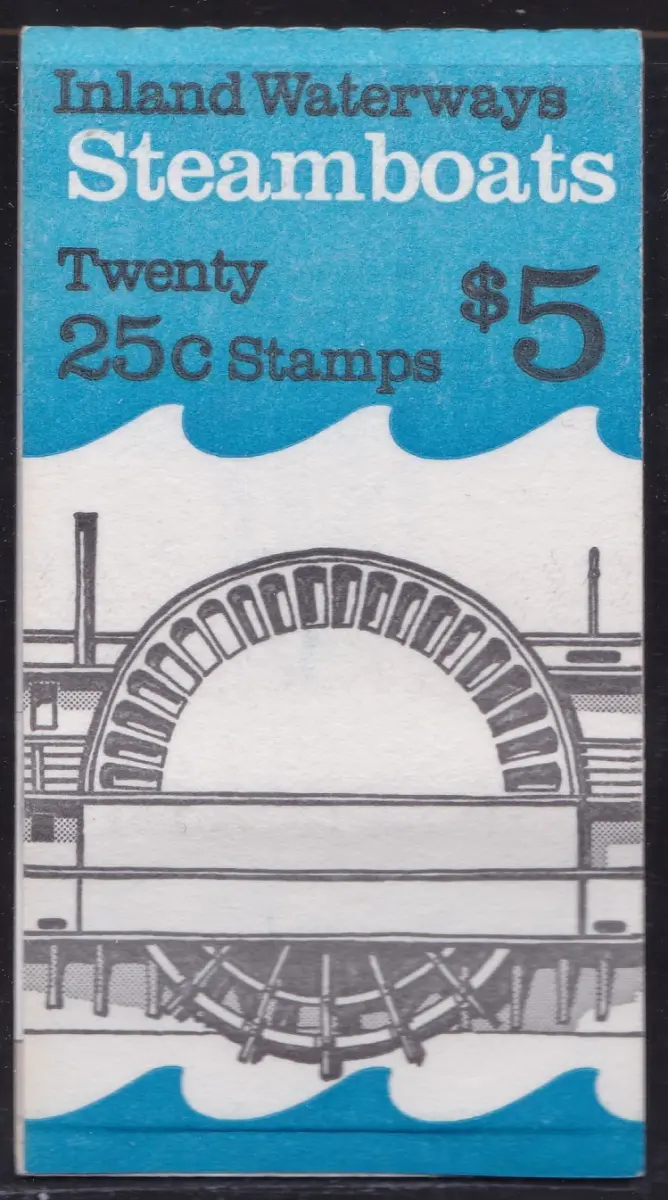 Inland Waterways
Steamboats
Twenty
25c Stamps
$5